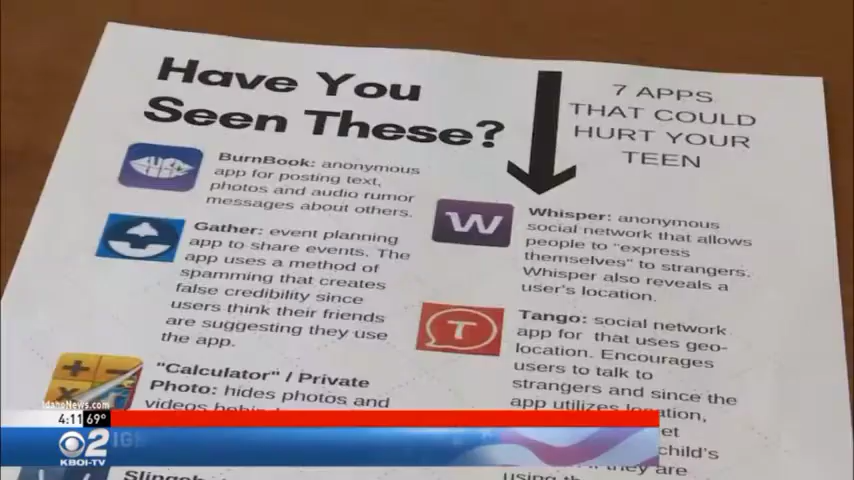 Have You
Seen These?
7 APPS
THAT COULD
HURT YOUR
TEEN
BurnBook: anonymous
app for posting text,
photos and audio rumor
messages about others.
Gather: event planning
app to share events. The
app uses a method of
spamming that creates
false credibility since
users think their friends
are suggesting they use
the app.
"Calculator" / Private
Photo: hides photos and
videos behind
W
Whisper: anonymous
social network that allows
people to "express
themselves" to strangers.
Whisper also reveals a
user's location.
T
Tango: social network
app for that uses geo-
location. Encourages
users to talk to
strangers and since the
app utilizes location,
child's
they are
using
IdahoNews.com
4:11 69°
2
KBOI-TV